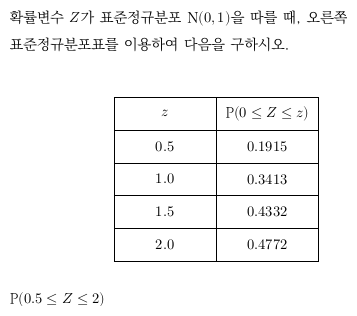 확률변수 Z가 표준정규분포 N(0, 1)을 따를 때, 오른쪽
표준정규분포표를 이용하여 다음을 구하시오.
z P(0 ≤ Z ≤ z)
0.5 0.1915
1.0 0.3413
1.5 0.4332
2.0 0.4772
P(0.5 ≤ Z ≤ 2)